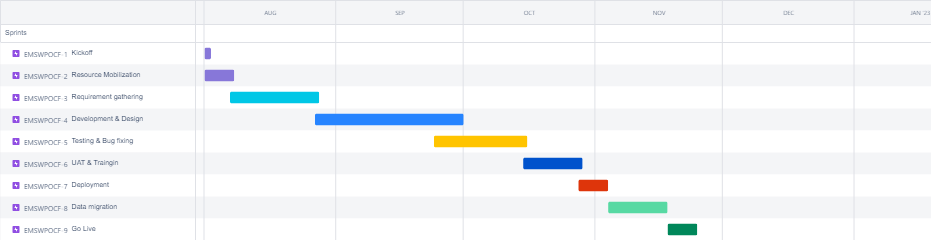 AUG SEP OCT NOV DEC JAN '23
Sprints
EMSWPOCF-1 Kickoff
EMSWPOCF-2 Resource Mobilization
EMSWPOCF-3 Requirement gathering
EMSWPOCF-4 Development & Design
EMSWPOCF-5 Testing & Bug fixing
EMSWPOCF-6 UAT & Traingin
EMSWPOCF-7 Deployment
EMSWPOCF-8 Data migration
EMSWPOCF-9 Go Live